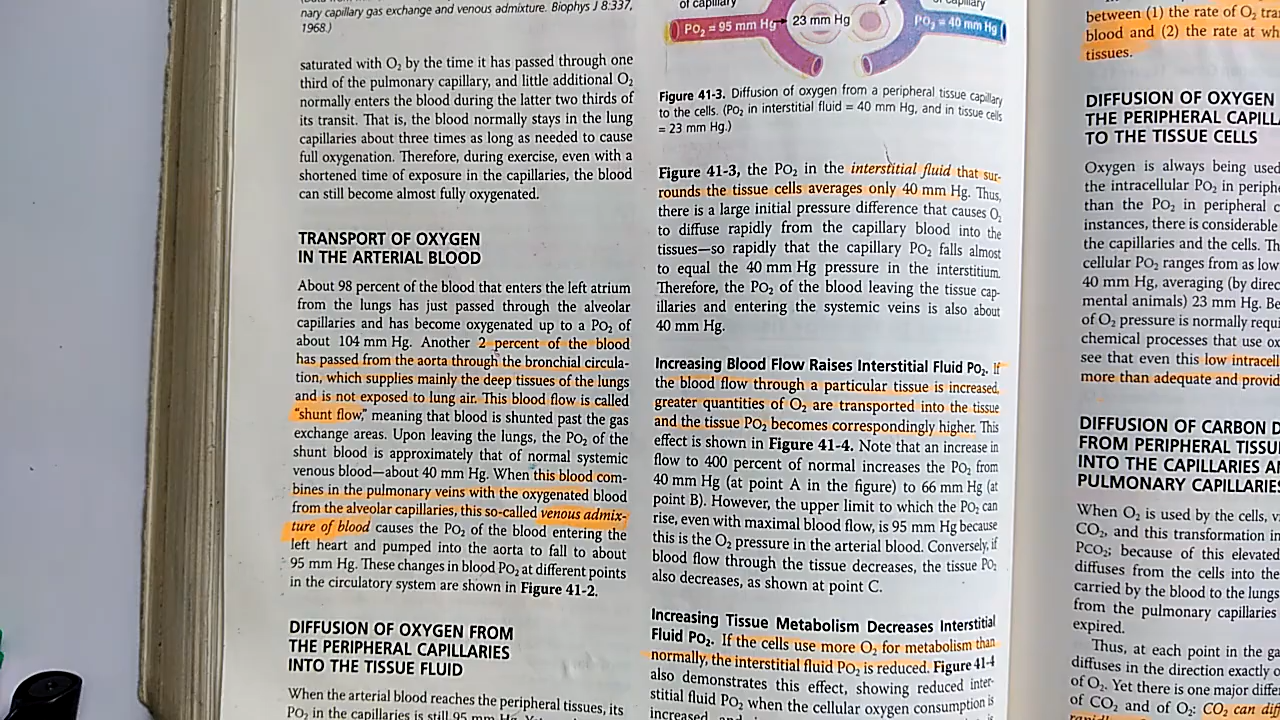 nary capillary gas exchange and venous admixture. Biophys J 8:337,
1968.)
saturated with O₂ by the time it has passed through one
third of the pulmonary capillary, and little additional O₂
normally enters the blood during the latter two thirds of
its transit. That is, the blood normally stays in the lung
capillaries about three times as long as needed to cause
full oxygenation. Therefore, during exercise, even with a
shortened time of exposure in the capillaries, the blood
can still become almost fully oxygenated.
TRANSPORT OF OXYGEN
IN THE ARTERIAL BLOOD
About 98 percent of the blood that enters the left atrium
from the lungs has just passed through the alveolar
capillaries and has become oxygenated up to a PO₂ of
about 104 mm Hg. Another 2 percent of the blood
has passed from the aorta through the bronchial circula-
tion, which supplies mainly the deep tissues of the lungs
and is not exposed to lung air. This blood flow is called
“shunt flow,” meaning that blood is shunted past the gas
exchange areas. Upon leaving the lungs, the PO₂ of the
shunt blood is approximately that of normal systemic
venous blood—about 40 mm Hg. When this blood com-
bines in the pulmonary veins with the oxygenated blood
from the alveolar capillaries, this so-called venous admix-
ture of blood causes the PO₂ of the blood entering the
left heart and pumped into the aorta to fall to about
95 mm Hg. These changes in blood PO₂ at different points
in the circulatory system are shown in Figure 41-2.
DIFFUSION OF OXYGEN FROM
THE PERIPHERAL CAPILLARIES
INTO THE TISSUE FLUID
When the arterial blood reaches the peripheral tissues, its
PO₂ in the capillaries is still 95 mm Hg.
of capillary
PO₂ = 95 mm Hg
23 mm Hg
PO₂ = 40 mm Hg
Figure 41-3. Diffusion of oxygen from a peripheral tissue capillary
to the cells. (PO₂ in interstitial fluid = 40 mm Hg, and in tissue cells
= 23 mm Hg.)
Figure 41-3, the PO₂ in the interstitial fluid that sur-
rounds the tissue cells averages only 40 mm Hg. Thus,
there is a large initial pressure difference that causes O₂
to diffuse rapidly from the capillary blood into the
tissues—so rapidly that the capillary PO₂ falls almost
to equal the 40 mm Hg pressure in the interstitium.
Therefore, the PO₂ of the blood leaving the tissue cap-
illaries and entering the systemic veins is also about
40 mm Hg.
Increasing Blood Flow Raises Interstitial Fluid PO₂. If
the blood flow through a particular tissue is increased,
greater quantities of O₂ are transported into the tissue
and the tissue PO₂ becomes correspondingly higher. This
effect is shown in Figure 41-4. Note that an increase in
flow to 400 percent of normal increases the PO₂ from
40 mm Hg (at point A in the figure) to 66 mm Hg (at
point B). However, the upper limit to which the PO₂ can
rise, even with maximal blood flow, is 95 mm Hg because
this is the O₂ pressure in the arterial blood. Conversely, if
blood flow through the tissue decreases, the tissue PO₂
also decreases, as shown at point C.
Increasing Tissue Metabolism Decreases Interstitial
Fluid PO₂. If the cells use more O₂ for metabolism than
normally, the interstitial fluid PO₂ is reduced. Figure 41-4
also demonstrates this effect, showing reduced inter-
stitial fluid PO₂ when the cellular oxygen consumption is
increased,
between (1) the rate of O₂
blood and (2) the rate at
tissues.
DIFFUSION OF OXYGEN
THE PERIPHERAL
TO THE TISSUE CELLS
Oxygen is always being used
the intracellular PO₂ in
than the PO₂ in peripheral
instances, there is considerable
the capillaries and the cells.
cellular PO₂ ranges from as low
40 mm Hg, averaging (by
mental animals) 23 mm Hg.
of O₂ pressure is normally
chemical processes that use
see that even this low
more than adequate and
DIFFUSION OF CARBON
FROM PERIPHERAL
INTO THE CAPILLARIES
PULMONARY CAPILLARIES
When O₂ is used by the cells,
CO₂, and this transformation
PCO₂; because of this elevated
diffuses from the cells into the
carried by the blood to the lungs
from the pulmonary capillaries
expired.
Thus, at each point in the
diffuses in the direction exactly
of O₂. Yet there is one major
of CO₂ and of O₂: CO₂ can